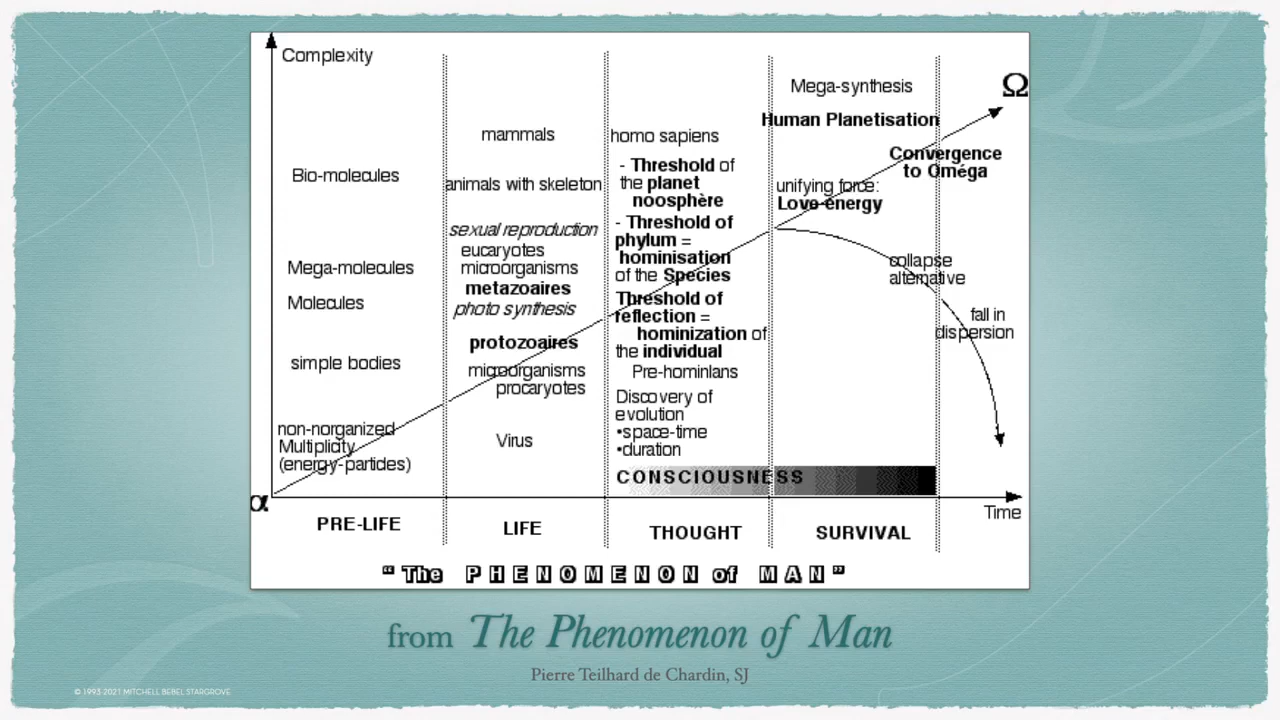 Complexity
Bio-molecules
Mega-molecules
Molecules
simple bodies
non-norganized
Multiplicity
(energy-partides)
α
PRE-LIFE
mammals
animals with skeleton
sexual reproduction
eucaryotes
microorganisms
metazoaires
photo synthesis
protozoaires
microorganisms
procaryotes
Virus
LIFE
homo sapiens
- Threshold of
the planet
noosphère
- Threshold of
phylum =
hominisation
of the Species
Threshold of
reflection =
hominization of
the individual
Pre-hominlans
Discovery of
evolution
•space-time
•duration
CONSCIOUSNESS
THOUGHT
Mega-synthesis
Human Planetisation
unifying force:
Love-energy
SURVIVAL
Ω
Convergence
to Oméga
collapse
alternative
fall in
dispersion
Time
“The PHENOMENON of MAN”
from The Phenomenon of Man
Pierre Teilhard de Chardin, SJ
© 1993-2021 MITCHELL BEBEL STARGROVE